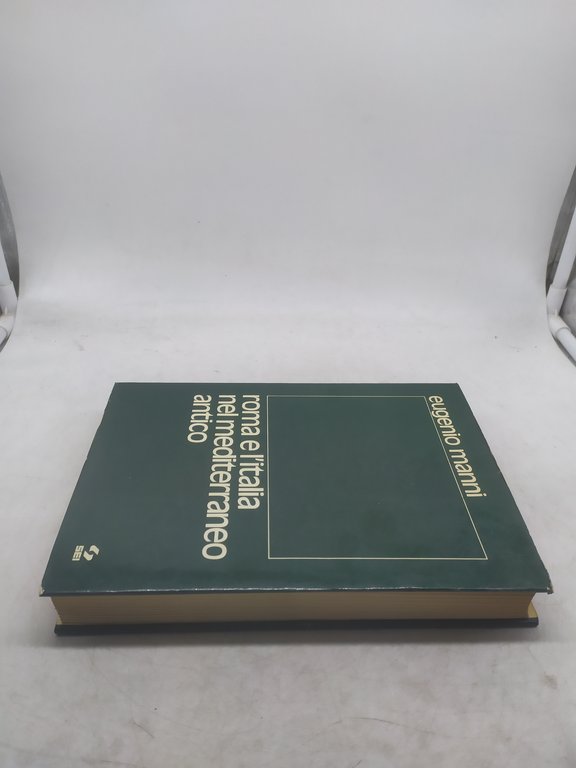 eugenio manni
roma e l'italia
nel mediterraneo
antico
SEI